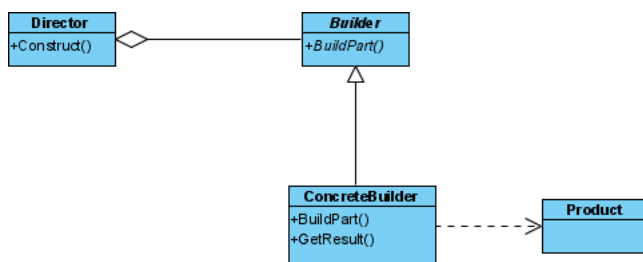 Director
+Construct()
Builder
+BuildPart()
ConcreteBuilder
+BuildPart()
+GetResult()
Product